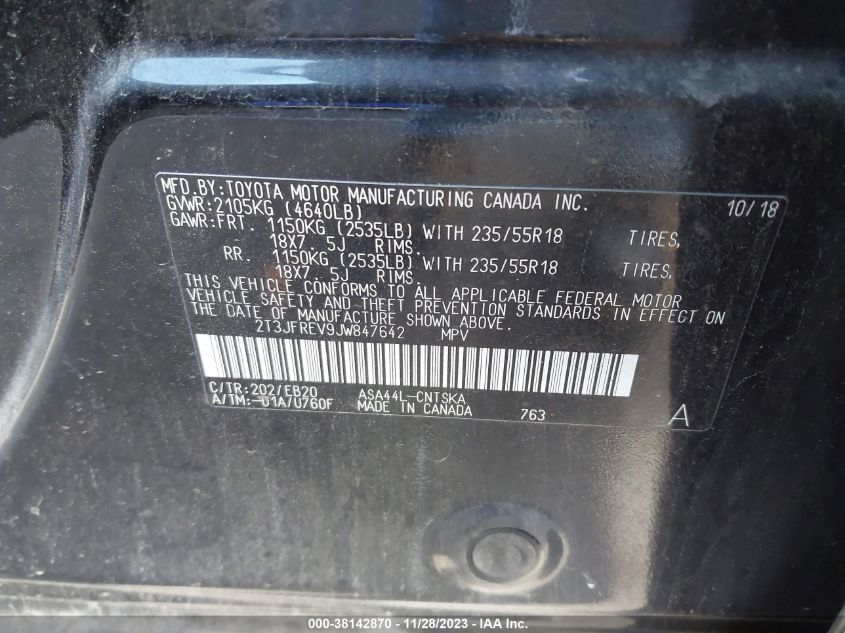 MFD. BY: TOYOTA MOTOR MANUFACTURING CANADA INC. 10/18
GVWR: 2105KG (4640LB)
GAWR: FRT. 1150KG (2535LB) WITH 235/55R18 TIRES,
18X7. 5J RIMS.
RR. 1150KG (2535LB) WITH 235/55R18 TIRES,
18X7. 5J RIMS.
THIS VEHICLE CONFORMS TO ALL APPLICABLE FEDERAL MOTOR
VEHICLE SAFETY AND THEFT PREVENTION STANDARDS IN EFFECT ON
THE DATE OF MANUFACTURE SHOWN ABOVE.
2T3JFREV9JW847642 MPV
C/TR: 202/EB20 ASA44L-CNTSKA
A/TM: -01A/U760F MADE IN CANADA 763 A
000-38142870 - 11/28/2023 - IAA Inc.